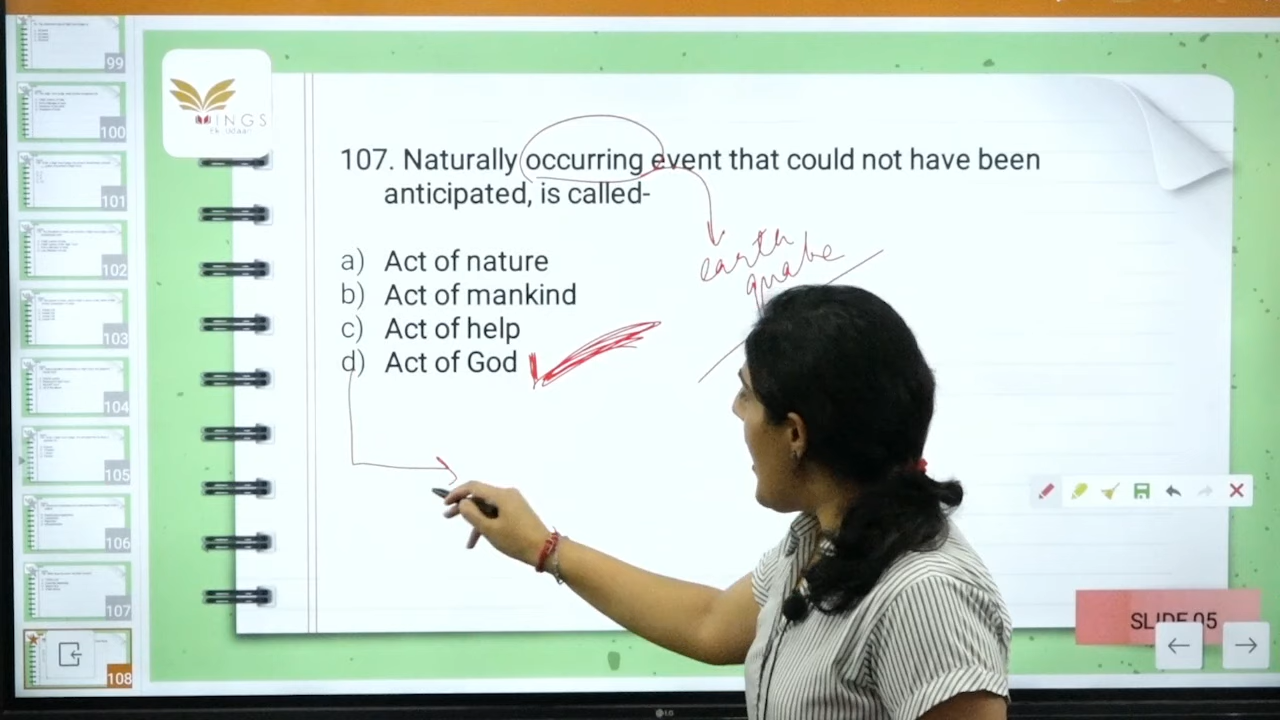 99
100
101
102
103
104
105
106
107
108
WINGS
107. Naturally occurring event that could not have been
anticipated, is called-
a) Act of nature
b) Act of mankind
c) Act of help
d) Act of God
earth
quake
SLIDE 05
LG